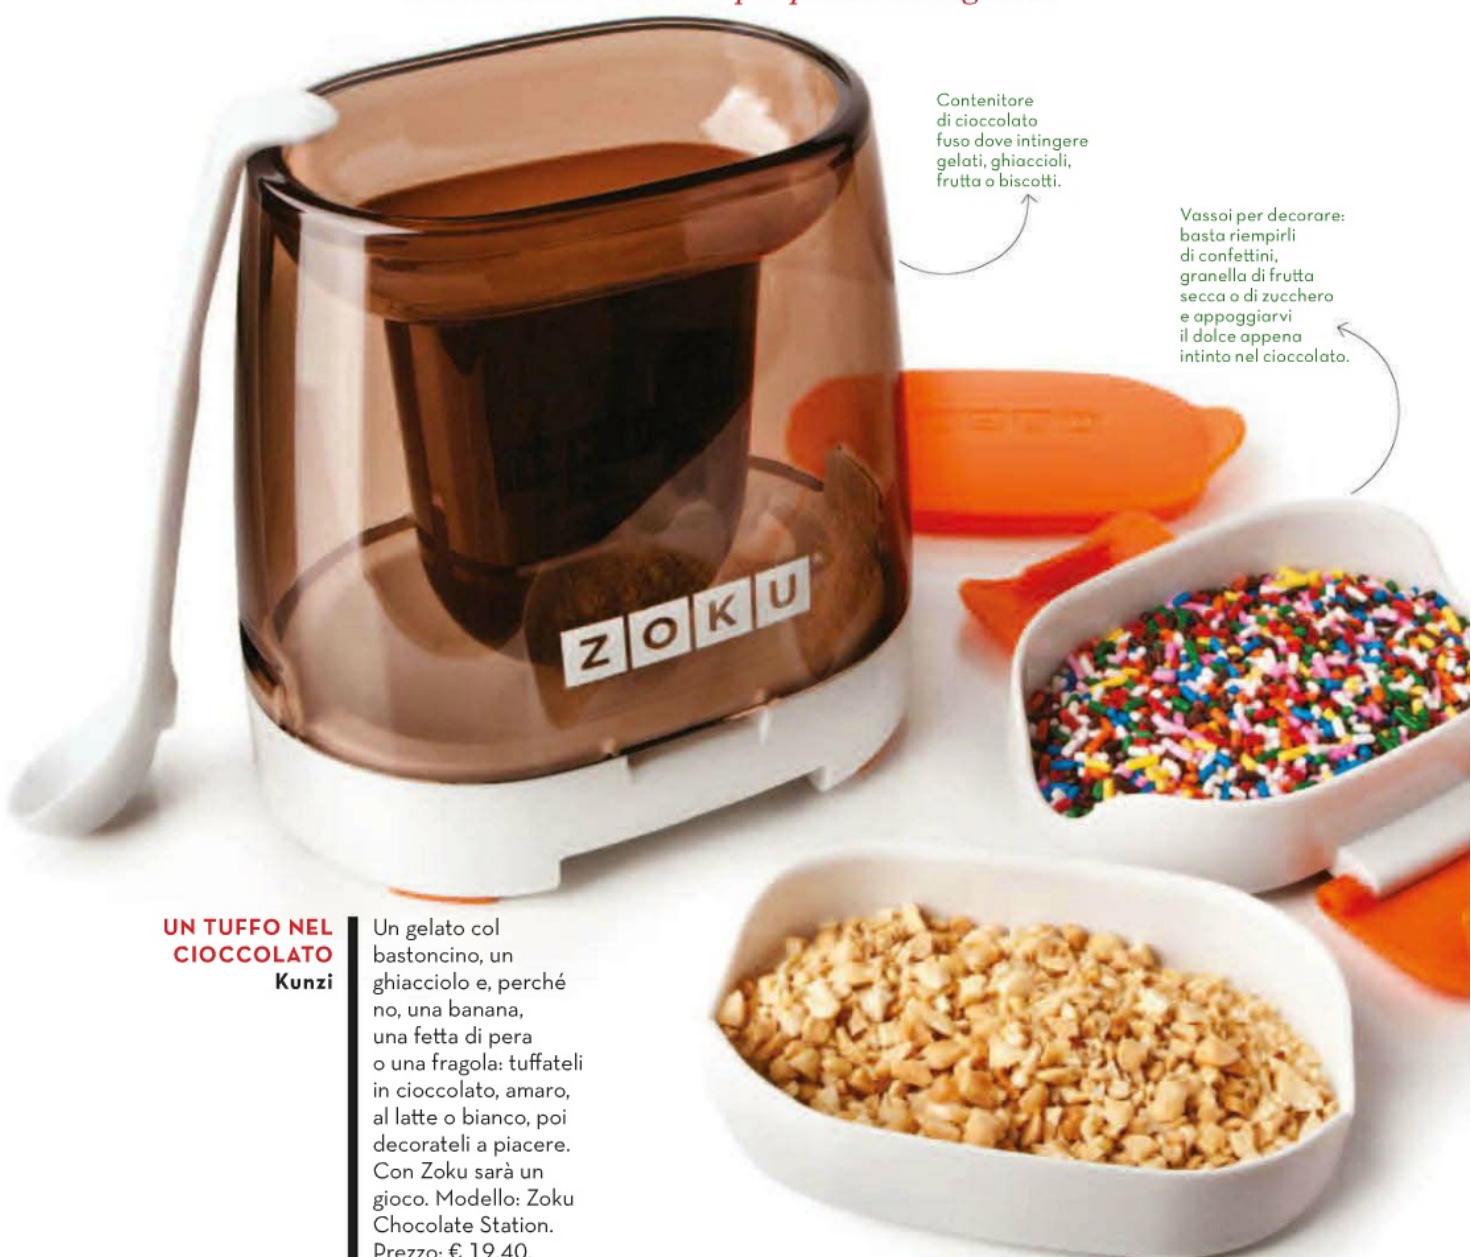 Contenitore
di cioccolato
fuso dove intingere
gelati, ghiaccioli,
frutta o biscotti.
Vassoi per decorare:
basta riempirli
di confettini,
granella di frutta
secca o di zucchero
e appoggiarvi
il dolce appena
intinto nel cioccolato.
ZOKU
UN TUFFO NEL
CIOCCOLATO
Kunzi
Un gelato col
bastoncino, un
ghiacciolo e, perché
no, una banana,
una fetta di pera
o una fragola: tuffateli
in cioccolato, amaro,
al latte o bianco, poi
decorateli a piacere.
Con Zoku sarà un
gioco. Modello: Zoku
Chocolate Station.
Prezzo: € 19,40.